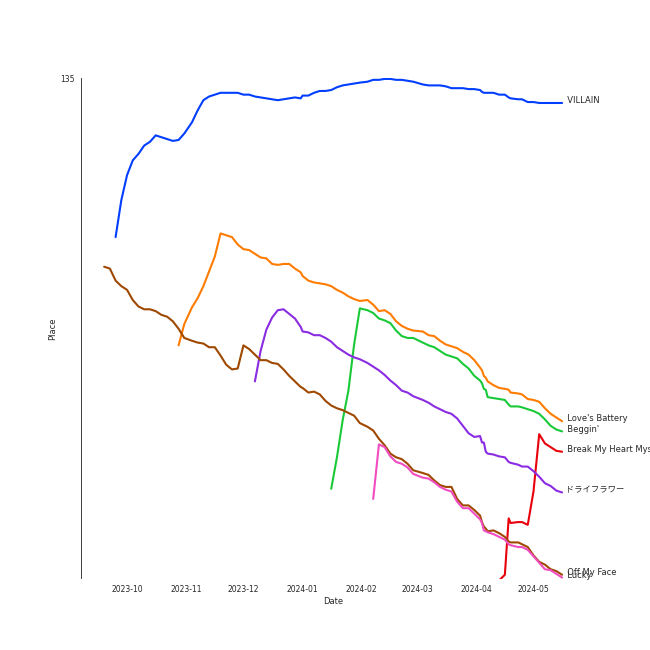 135
VILLAIN
Place
Love's Battery
Beggin'
Break My Heart Mys
ドライフラワー
Off My Face
Lucky
2023-10 2023-11 2023-12 2024-01 2024-02 2024-03 2024-04 2024-05
Date